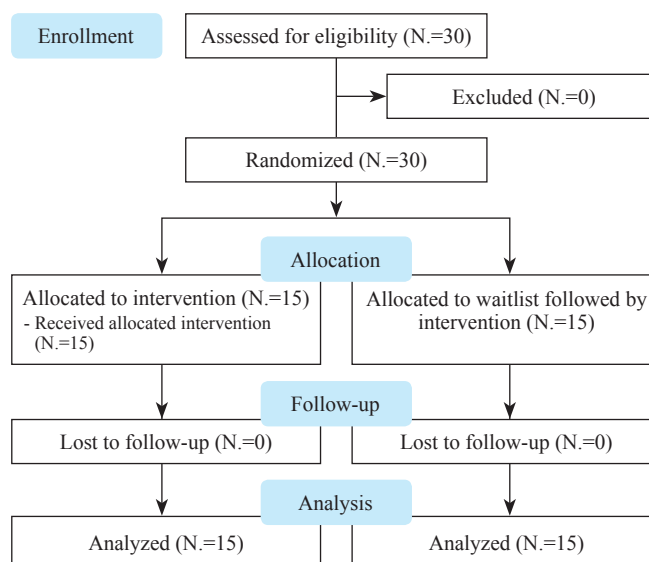 Enrollment
Assessed for eligibility (N.=30)
Excluded (N.=0)
Randomized (N.=30)
Allocation
Allocated to intervention (N.=15)
- Received allocated intervention
(N.=15)
Allocated to waitlist followed by
intervention (N.=15)
Follow-up
Lost to follow-up (N.=0)
Lost to follow-up (N.=0)
Analysis
Analyzed (N.=15)
Analyzed (N.=15)